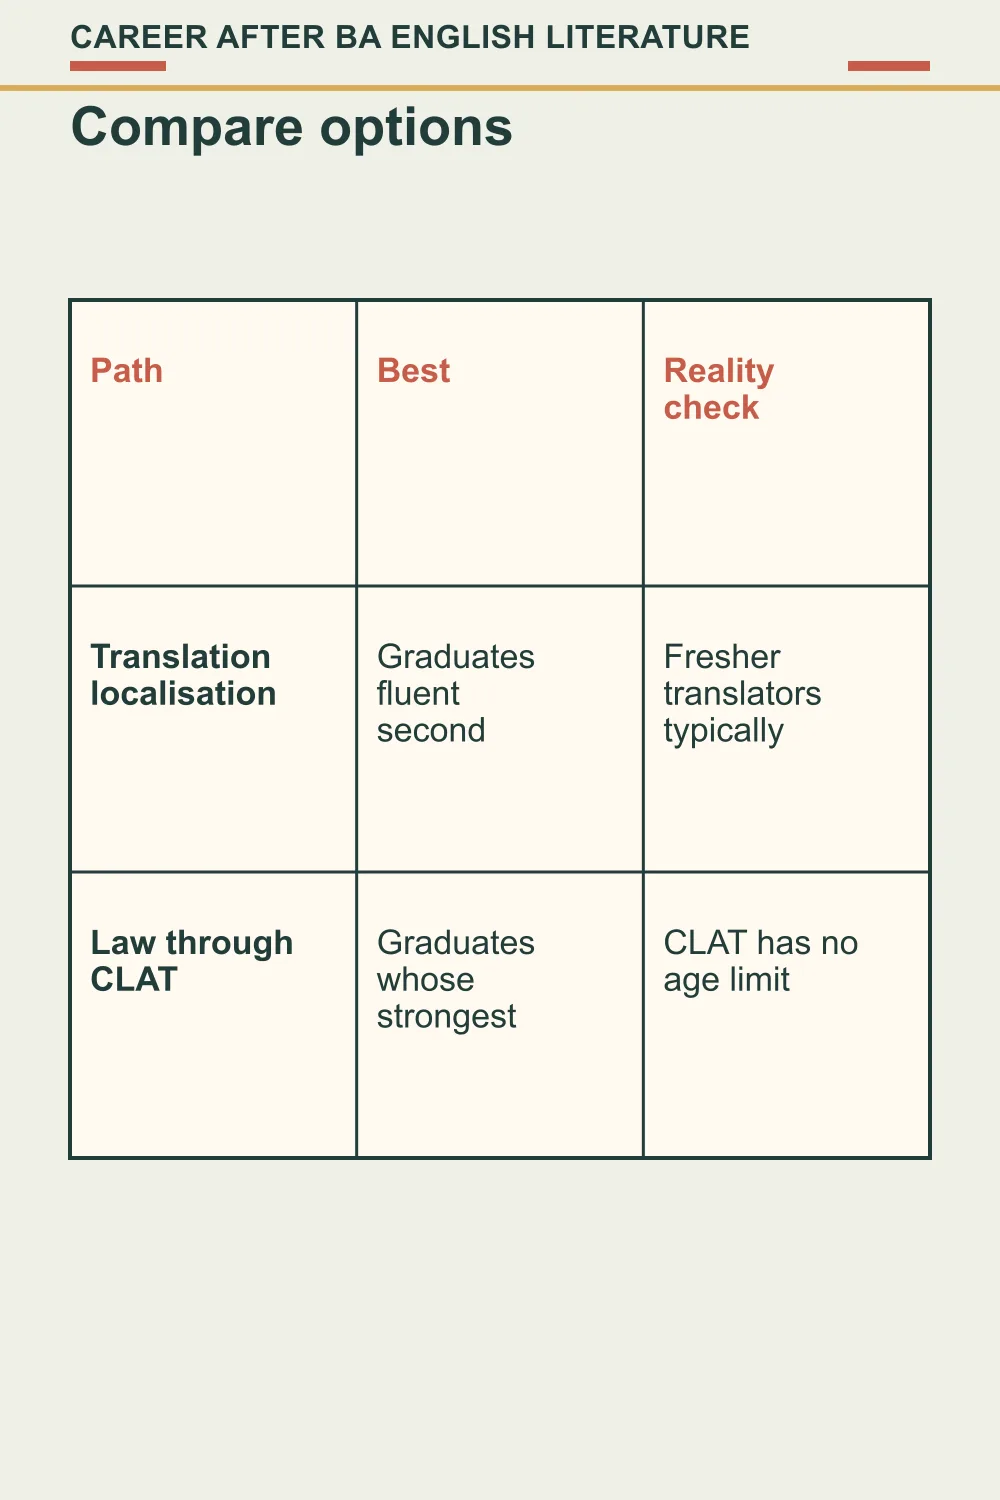 CAREER AFTER BA ENGLISH LITERATURE
Compare options
Path
Best
Reality
check
Translation
localisation
Graduates
fluent
second
Fresher
translators
typically
Law through
CLAT
Graduates
whose
strongest
CLAT has no
age limit